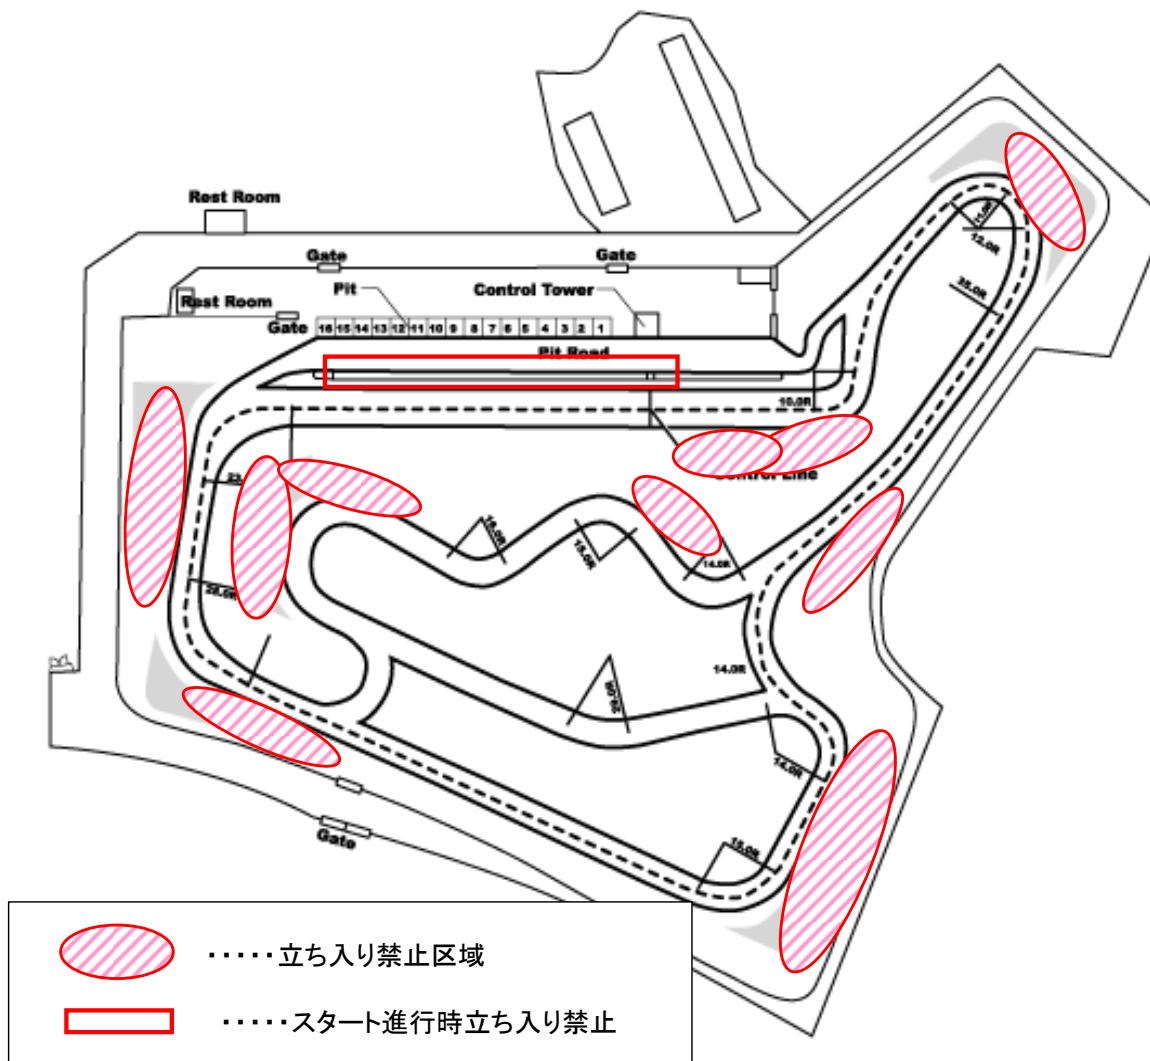 Rest Room
Gate
Gate
Pit
Control Tower
Rest Room
Gate
16 15 14 13 12 11 10 9 8 7 6 5 4 3 2 1
Pit Road
12.0R
25.0R
10.0R
Control Line
23.
15.0R
14.0R
28.0R
14.0R
14.0R
15.0R
Gate
・・・・・立ち入り禁止区域
・・・・・スタート進行時立ち入り禁止